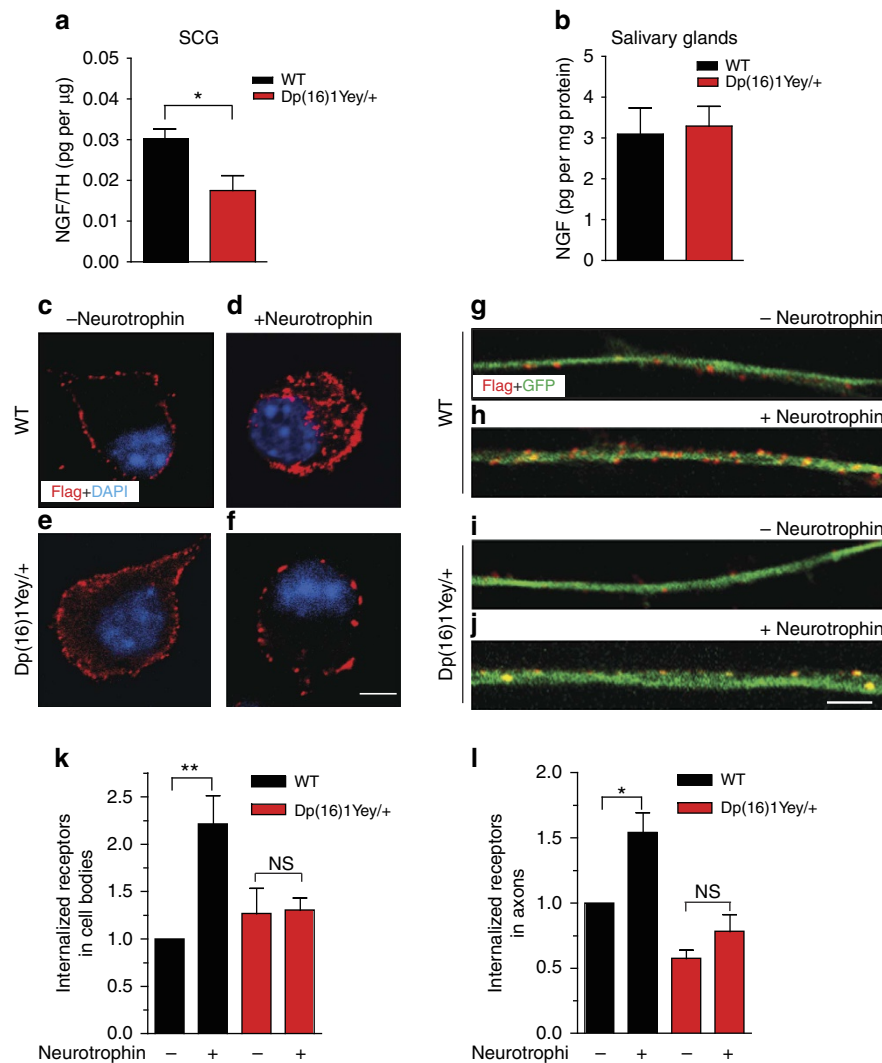 a
SCG
WT
Dp(16)1Yey/+
*
NGF/TH (pg per µg)
0.05
0.04
0.03
0.02
0.01
0.00
b
Salivary glands
WT
Dp(16)1Yey/+
NGF (pg per mg protein)
5
4
3
2
1
0
c
–Neurotrophin
d
+Neurotrophin
WT
Flag+DAPI
e
f
Dp(16)1Yey/+
g
– Neurotrophin
Flag+GFP
WT
h
+ Neurotrophin
i
– Neurotrophin
Dp(16)1Yey/+
j
+ Neurotrophin
k
**
WT
Dp(16)1Yey/+
NS
Internalized receptors
in cell bodies
2.5
2.0
1.5
1.0
0.5
0.0
Neurotrophin – + – +
l
*
WT
Dp(16)1Yey/+
NS
Internalized receptors
in axons
2.0
1.5
1.0
0.5
0.0
Neurotrophi – + – +